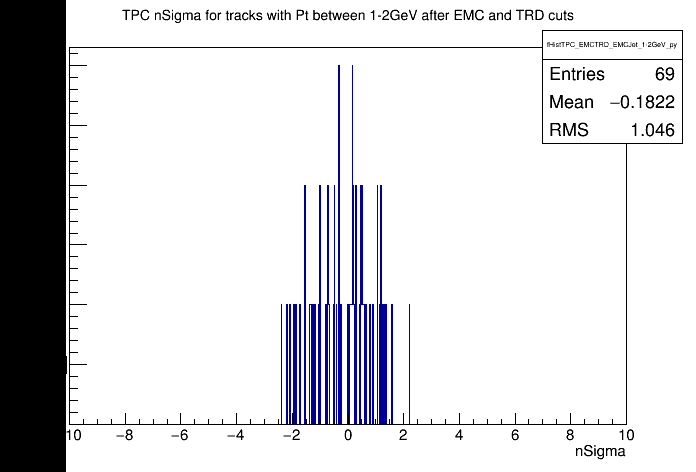 TPC nSigma for tracks with Pt between 1-2GeV after EMC and TRD cuts
fHistTPC_EMCTRD_EMCJet_1-2GeV_py
Entries 69
Mean −0.1822
RMS 1.046
10 −8 −6 −4 −2 0 2 4 6 8 10
nSigma